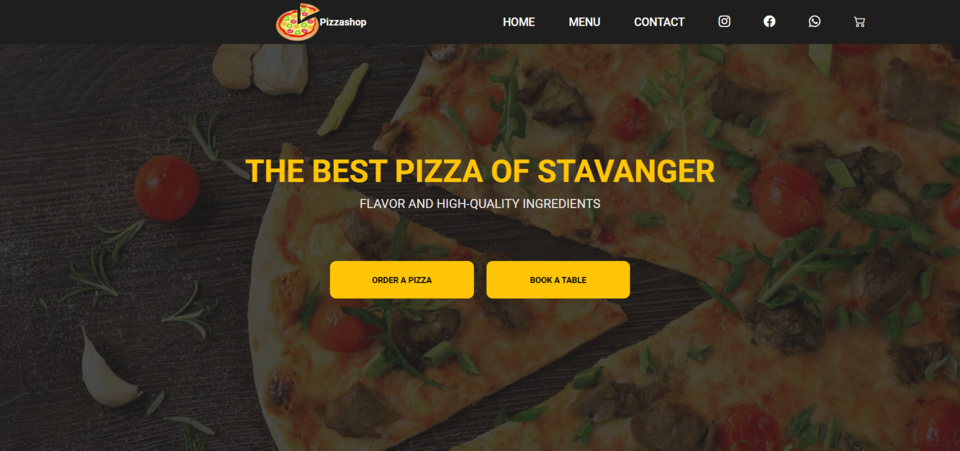 Pizzashop
HOME MENU CONTACT
THE BEST PIZZA OF STAVANGER
FLAVOR AND HIGH-QUALITY INGREDIENTS
ORDER A PIZZA
BOOK A TABLE